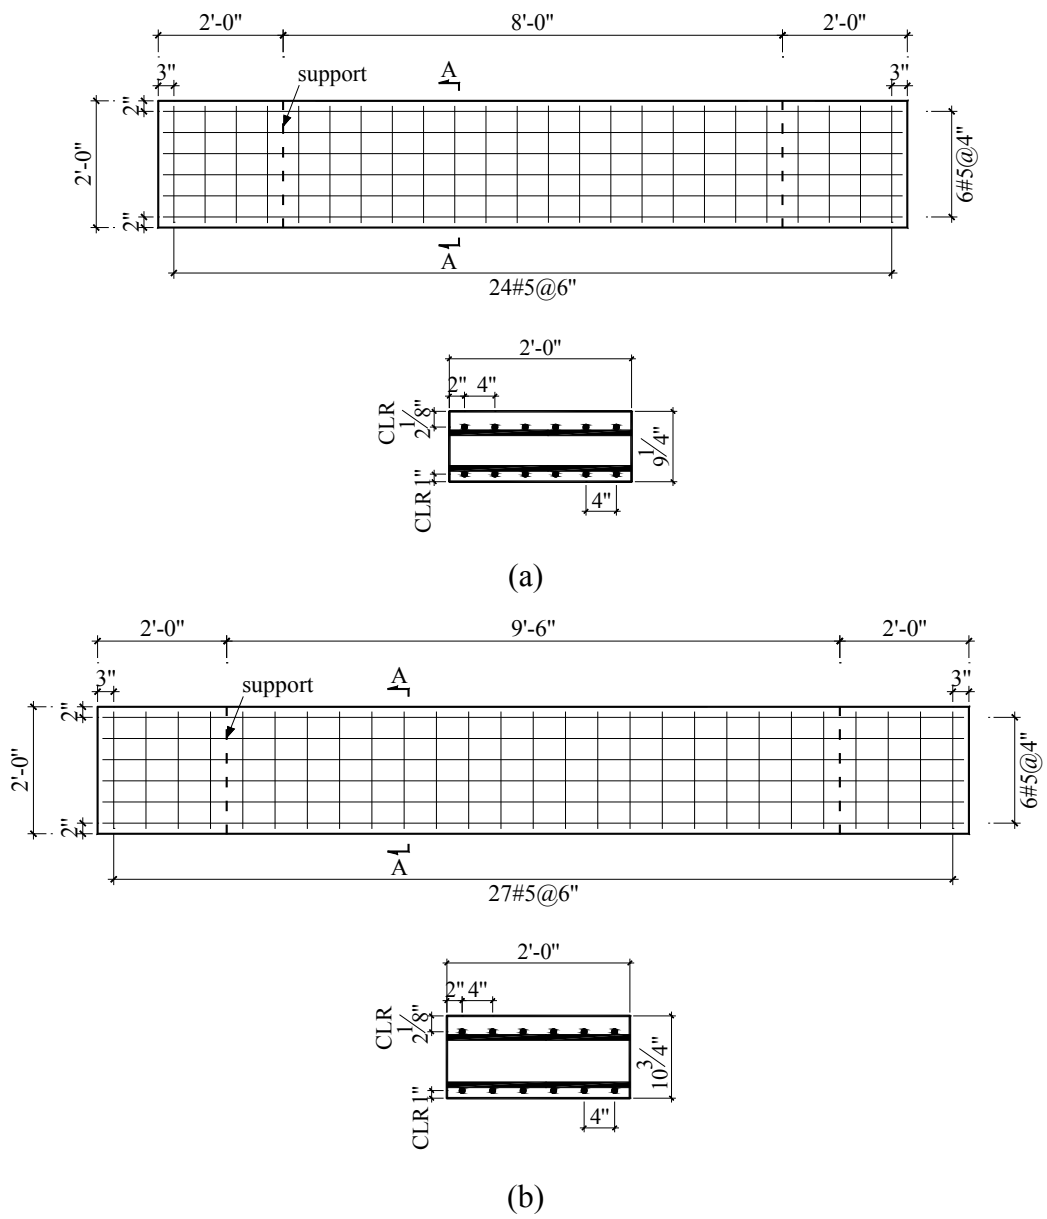 2'-0" 8'-0" 2'-0"
3" support A 3"
2" 2'-0" 2" 6#5@4"
A
24#5@6"
2'-0"
2" 4"
CLR 2 1/8"
9 1/4"
CLR 1"
4"
(a)
2'-0" 9'-6" 2'-0"
3" support A 3"
2" 2'-0" 2" 6#5@4"
A
27#5@6"
2'-0"
2" 4"
CLR 2 1/8"
10 3/4"
CLR 1"
4"
(b)